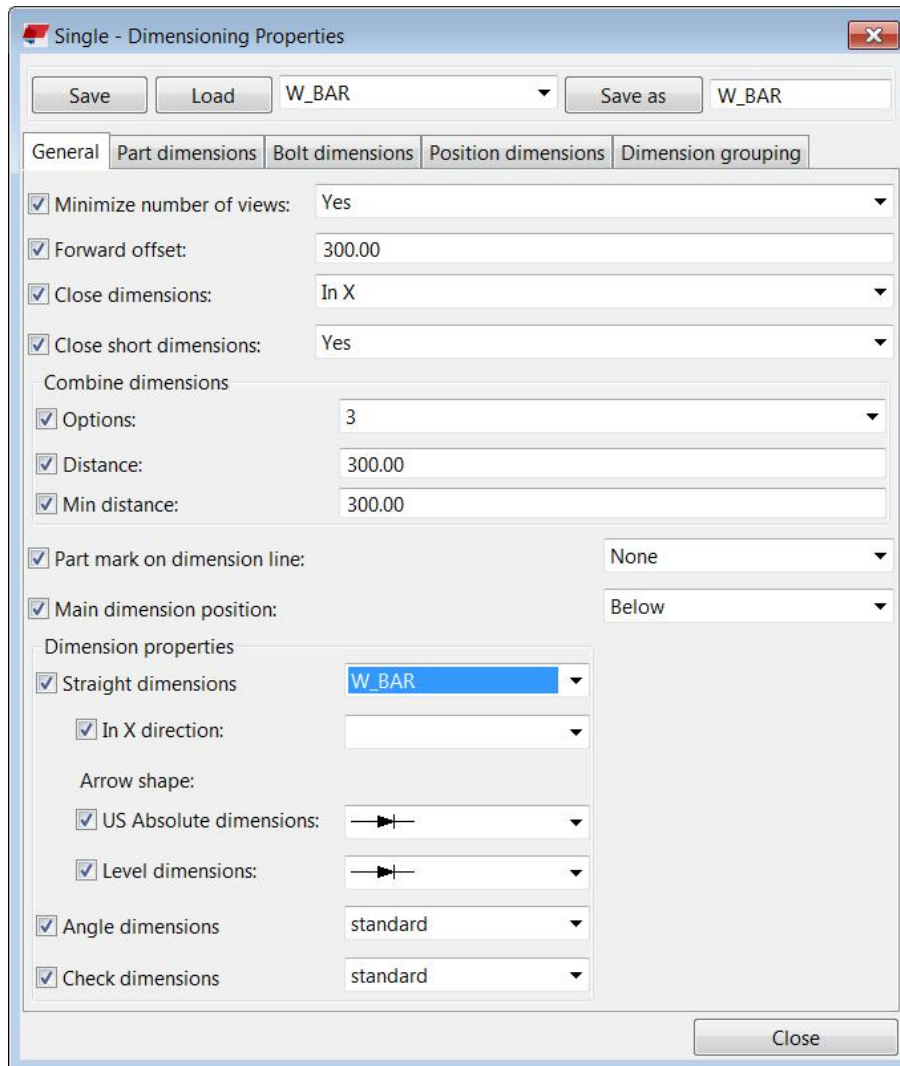 Single - Dimensioning Properties
Save Load W_BAR Save as W_BAR
General Part dimensions Bolt dimensions Position dimensions Dimension grouping
Minimize number of views: Yes
Forward offset: 300.00
Close dimensions: In X
Close short dimensions: Yes
Combine dimensions
Options: 3
Distance: 300.00
Min distance: 300.00
Part mark on dimension line: None
Main dimension position: Below
Dimension properties
Straight dimensions W_BAR
In X direction:
Arrow shape:
US Absolute dimensions:
Level dimensions:
Angle dimensions standard
Check dimensions standard
Close